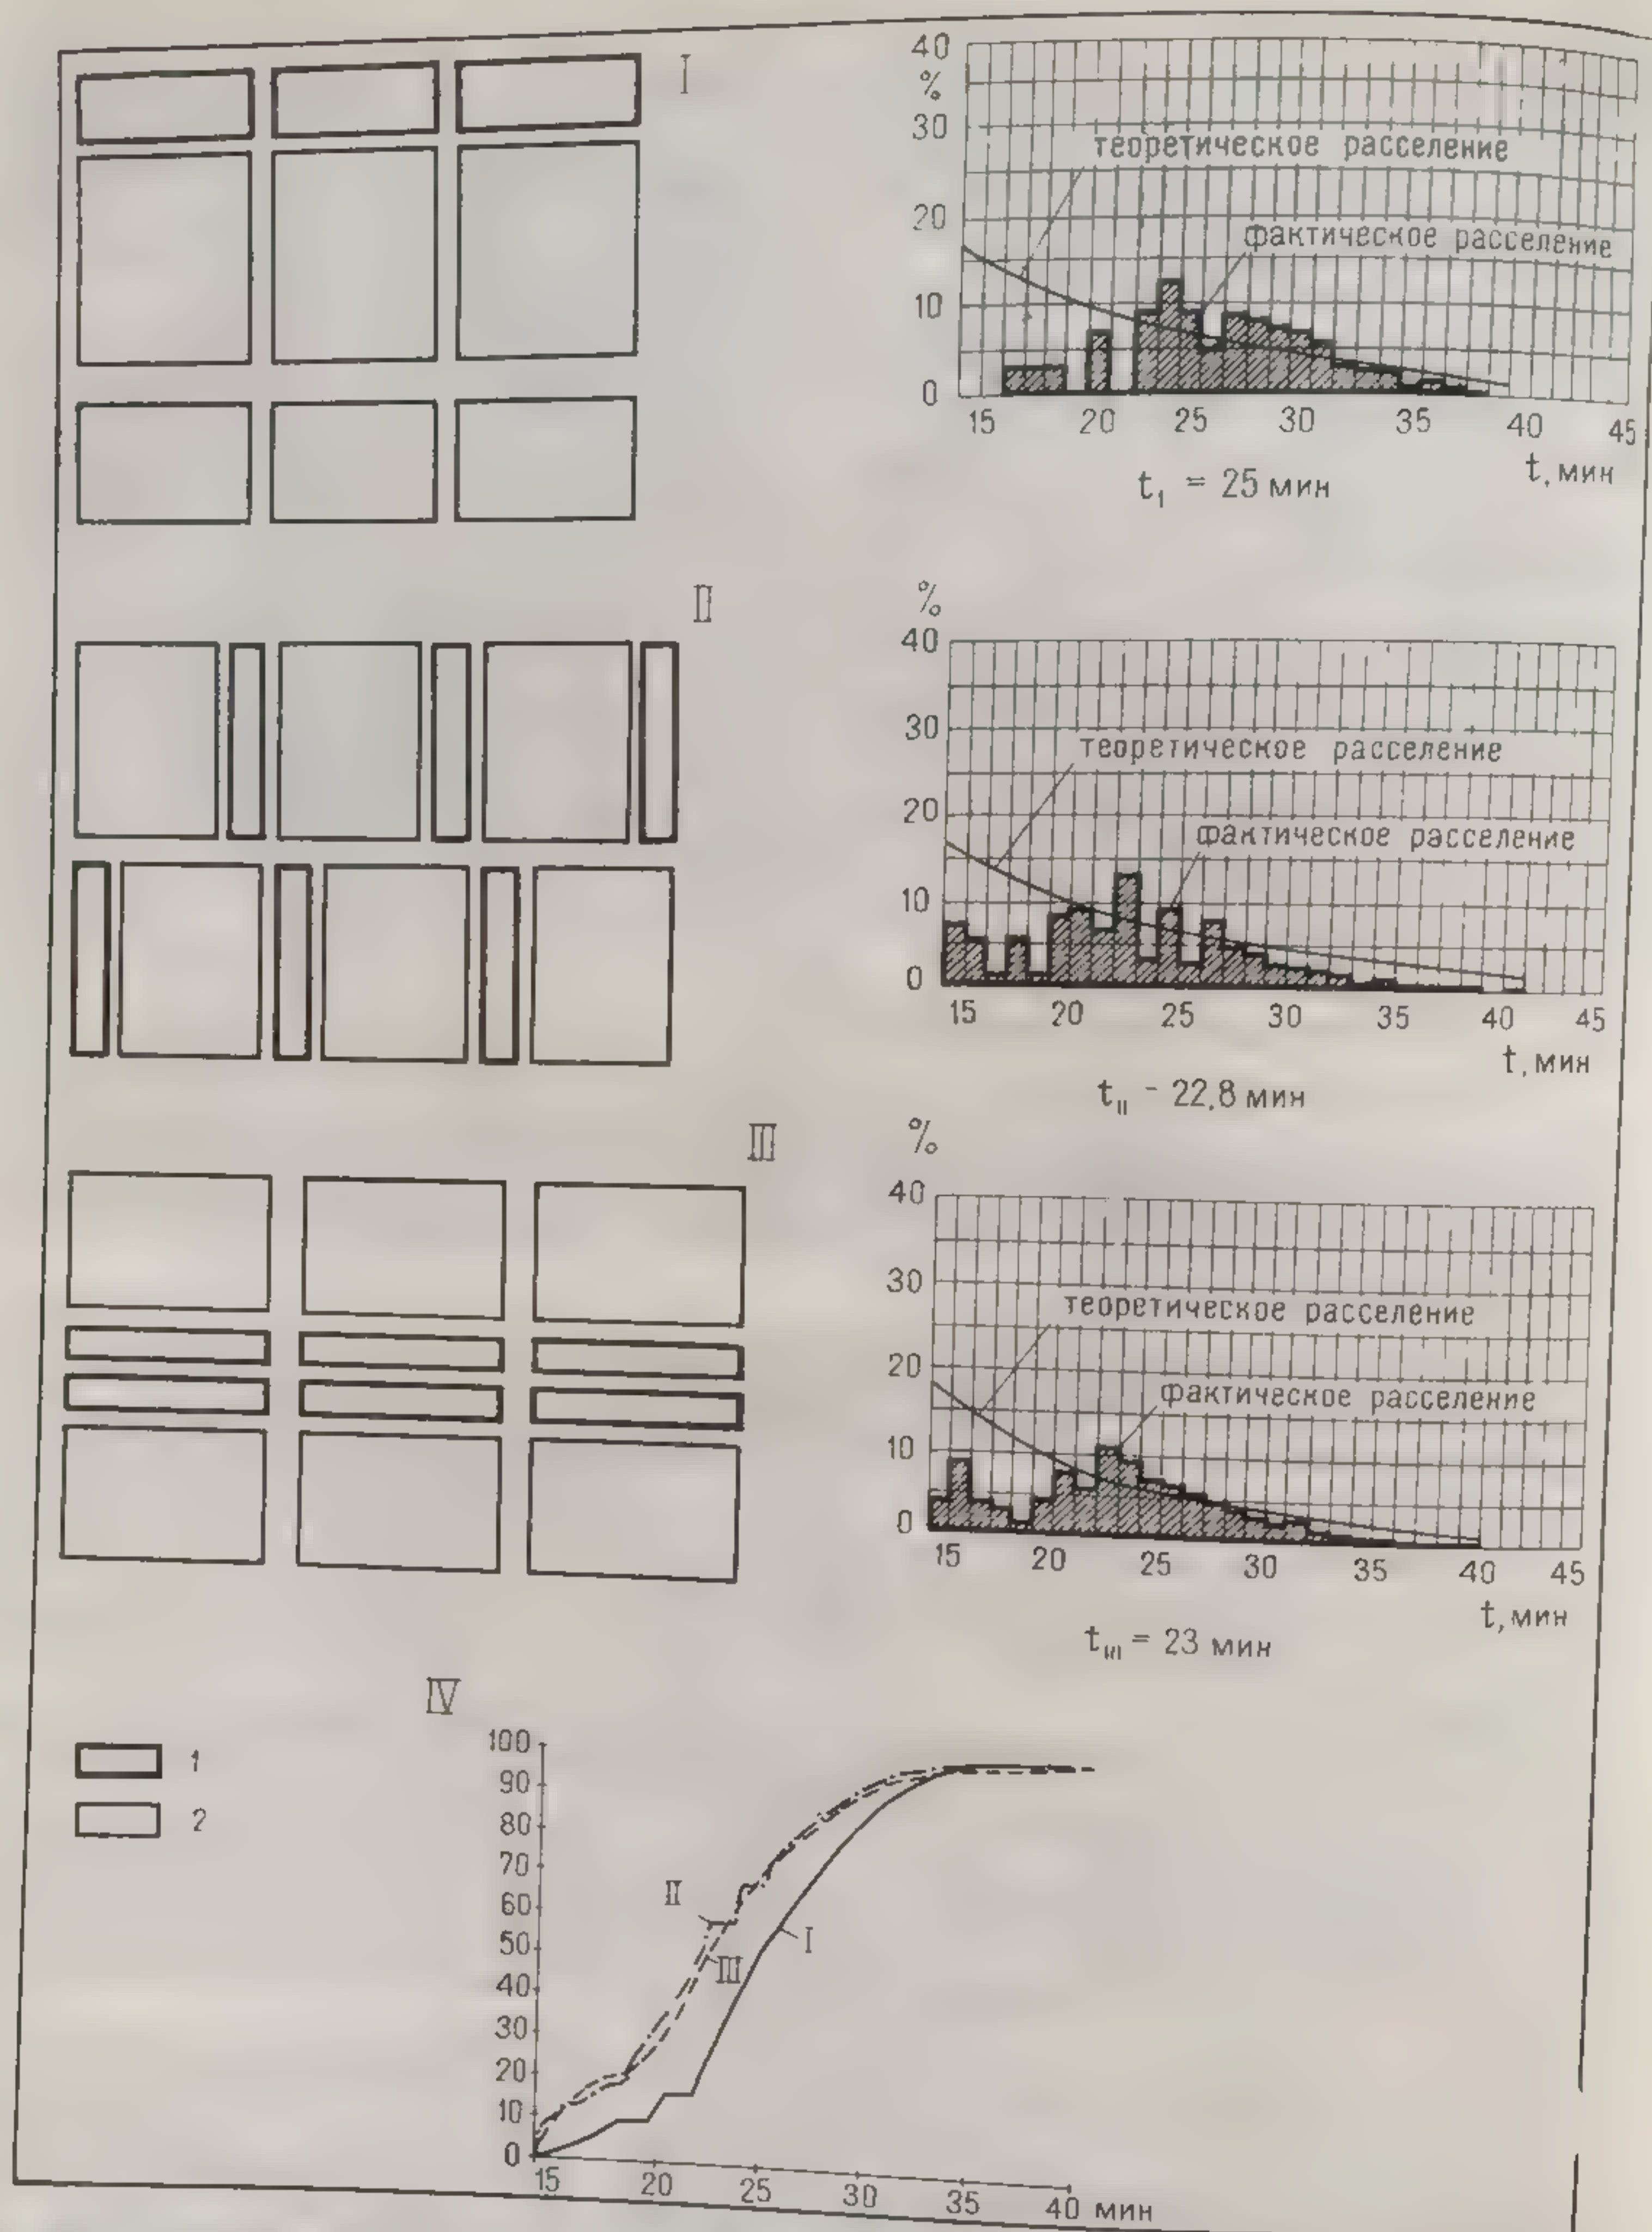 I
40
%
30
теоретическое расселение
20
фактическое расселение
10
0
15 20 25 30 35 40 45
t, мин
t₁ = 25 мин
II
%
40
30
теоретическое расселение
20
фактическое расселение
10
0
15 20 25 30 35 40 45
t, мин
t_II - 22,8 мин
III
%
40
30
теоретическое расселение
20
фактическое расселение
10
0
15 20 25 30 35 40 45
t, мин
t_III = 23 мин
IV
1
2
100
90
80
70
60
50
40
30
20
10
0
II
I
III
15 20 25 30 35 40 мин